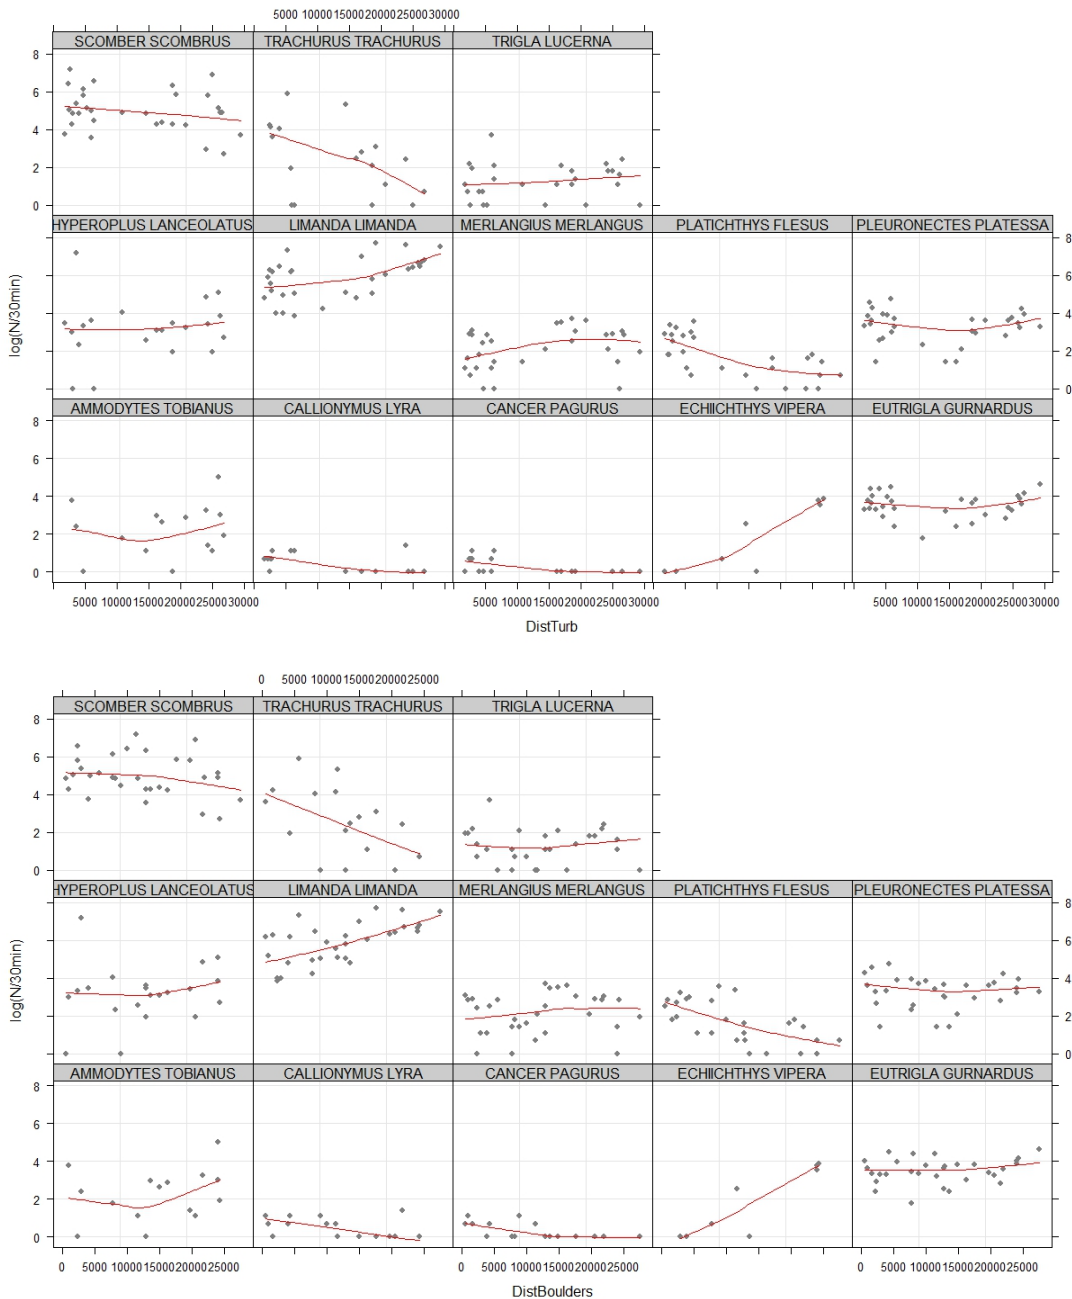 5000 10000 15000 20000 25000 30000
SCOMBER SCOMBRUS TRACHURUS TRACHURUS TRIGLA LUCERNA
8
6
4
2
0
HYPEROPLUS LANCEOLATUS LIMANDA LIMANDA MERLANGIUS MERLANGUS PLATICHTHYS FLESUS PLEURONECTES PLATESSA
8
6
4
2
0
log(N/30min)
AMMODYTES TOBIANUS CALLIONYMUS LYRA CANCER PAGURUS ECHIICHTHYS VIPERA EUTRIGLA GURNARDUS
8
6
4
2
0
5000 10000 15000 20000 25000 30000 5000 10000 15000 20000 25000 30000 5000 10000 15000 20000 25000 30000
DistTurb
0 5000 10000 15000 20000 25000
SCOMBER SCOMBRUS TRACHURUS TRACHURUS TRIGLA LUCERNA
8
6
4
2
0
HYPEROPLUS LANCEOLATUS LIMANDA LIMANDA MERLANGIUS MERLANGUS PLATICHTHYS FLESUS PLEURONECTES PLATESSA
8
6
4
2
0
log(N/30min)
AMMODYTES TOBIANUS CALLIONYMUS LYRA CANCER PAGURUS ECHIICHTHYS VIPERA EUTRIGLA GURNARDUS
8
6
4
2
0
0 5000 10000 15000 20000 25000 0 5000 10000 15000 20000 25000 0 5000 10000 15000 20000 25000
DistBoulders